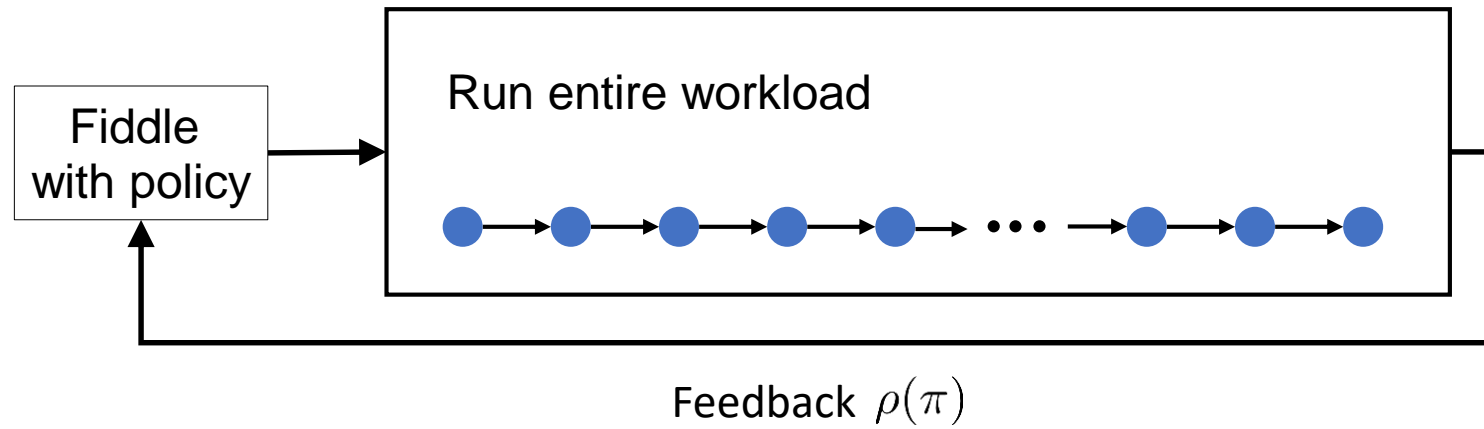 Fiddle
with policy
Run entire workload
Feedback ρ(π)